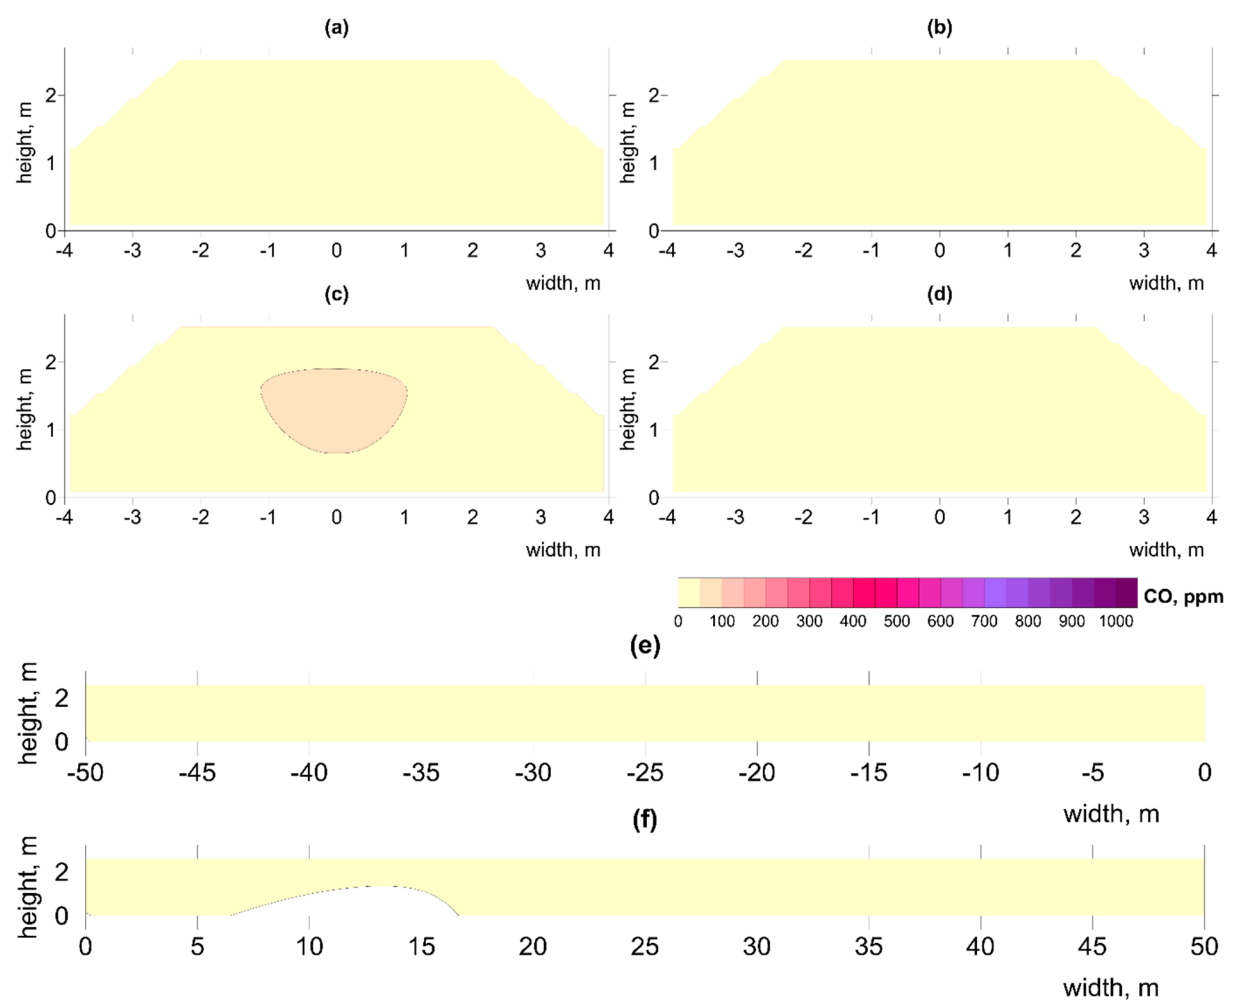 (a) (b)
height, m 2 1 0 height, m 2 1 0
-4 -3 -2 -1 0 1 2 3 4 -4 -3 -2 -1 0 1 2 3 4
width, m width, m
(c) (d)
height, m 2 1 0 height, m 2 1 0
-4 -3 -2 -1 0 1 2 3 4 -4 -3 -2 -1 0 1 2 3 4
width, m width, m
CO, ppm
0 100 200 300 400 500 600 700 800 900 1000
(e)
height, m 2 0
-50 -45 -40 -35 -30 -25 -20 -15 -10 -5 0
width, m
(f)
height, m 2 0
0 5 10 15 20 25 30 35 40 45 50
width, m